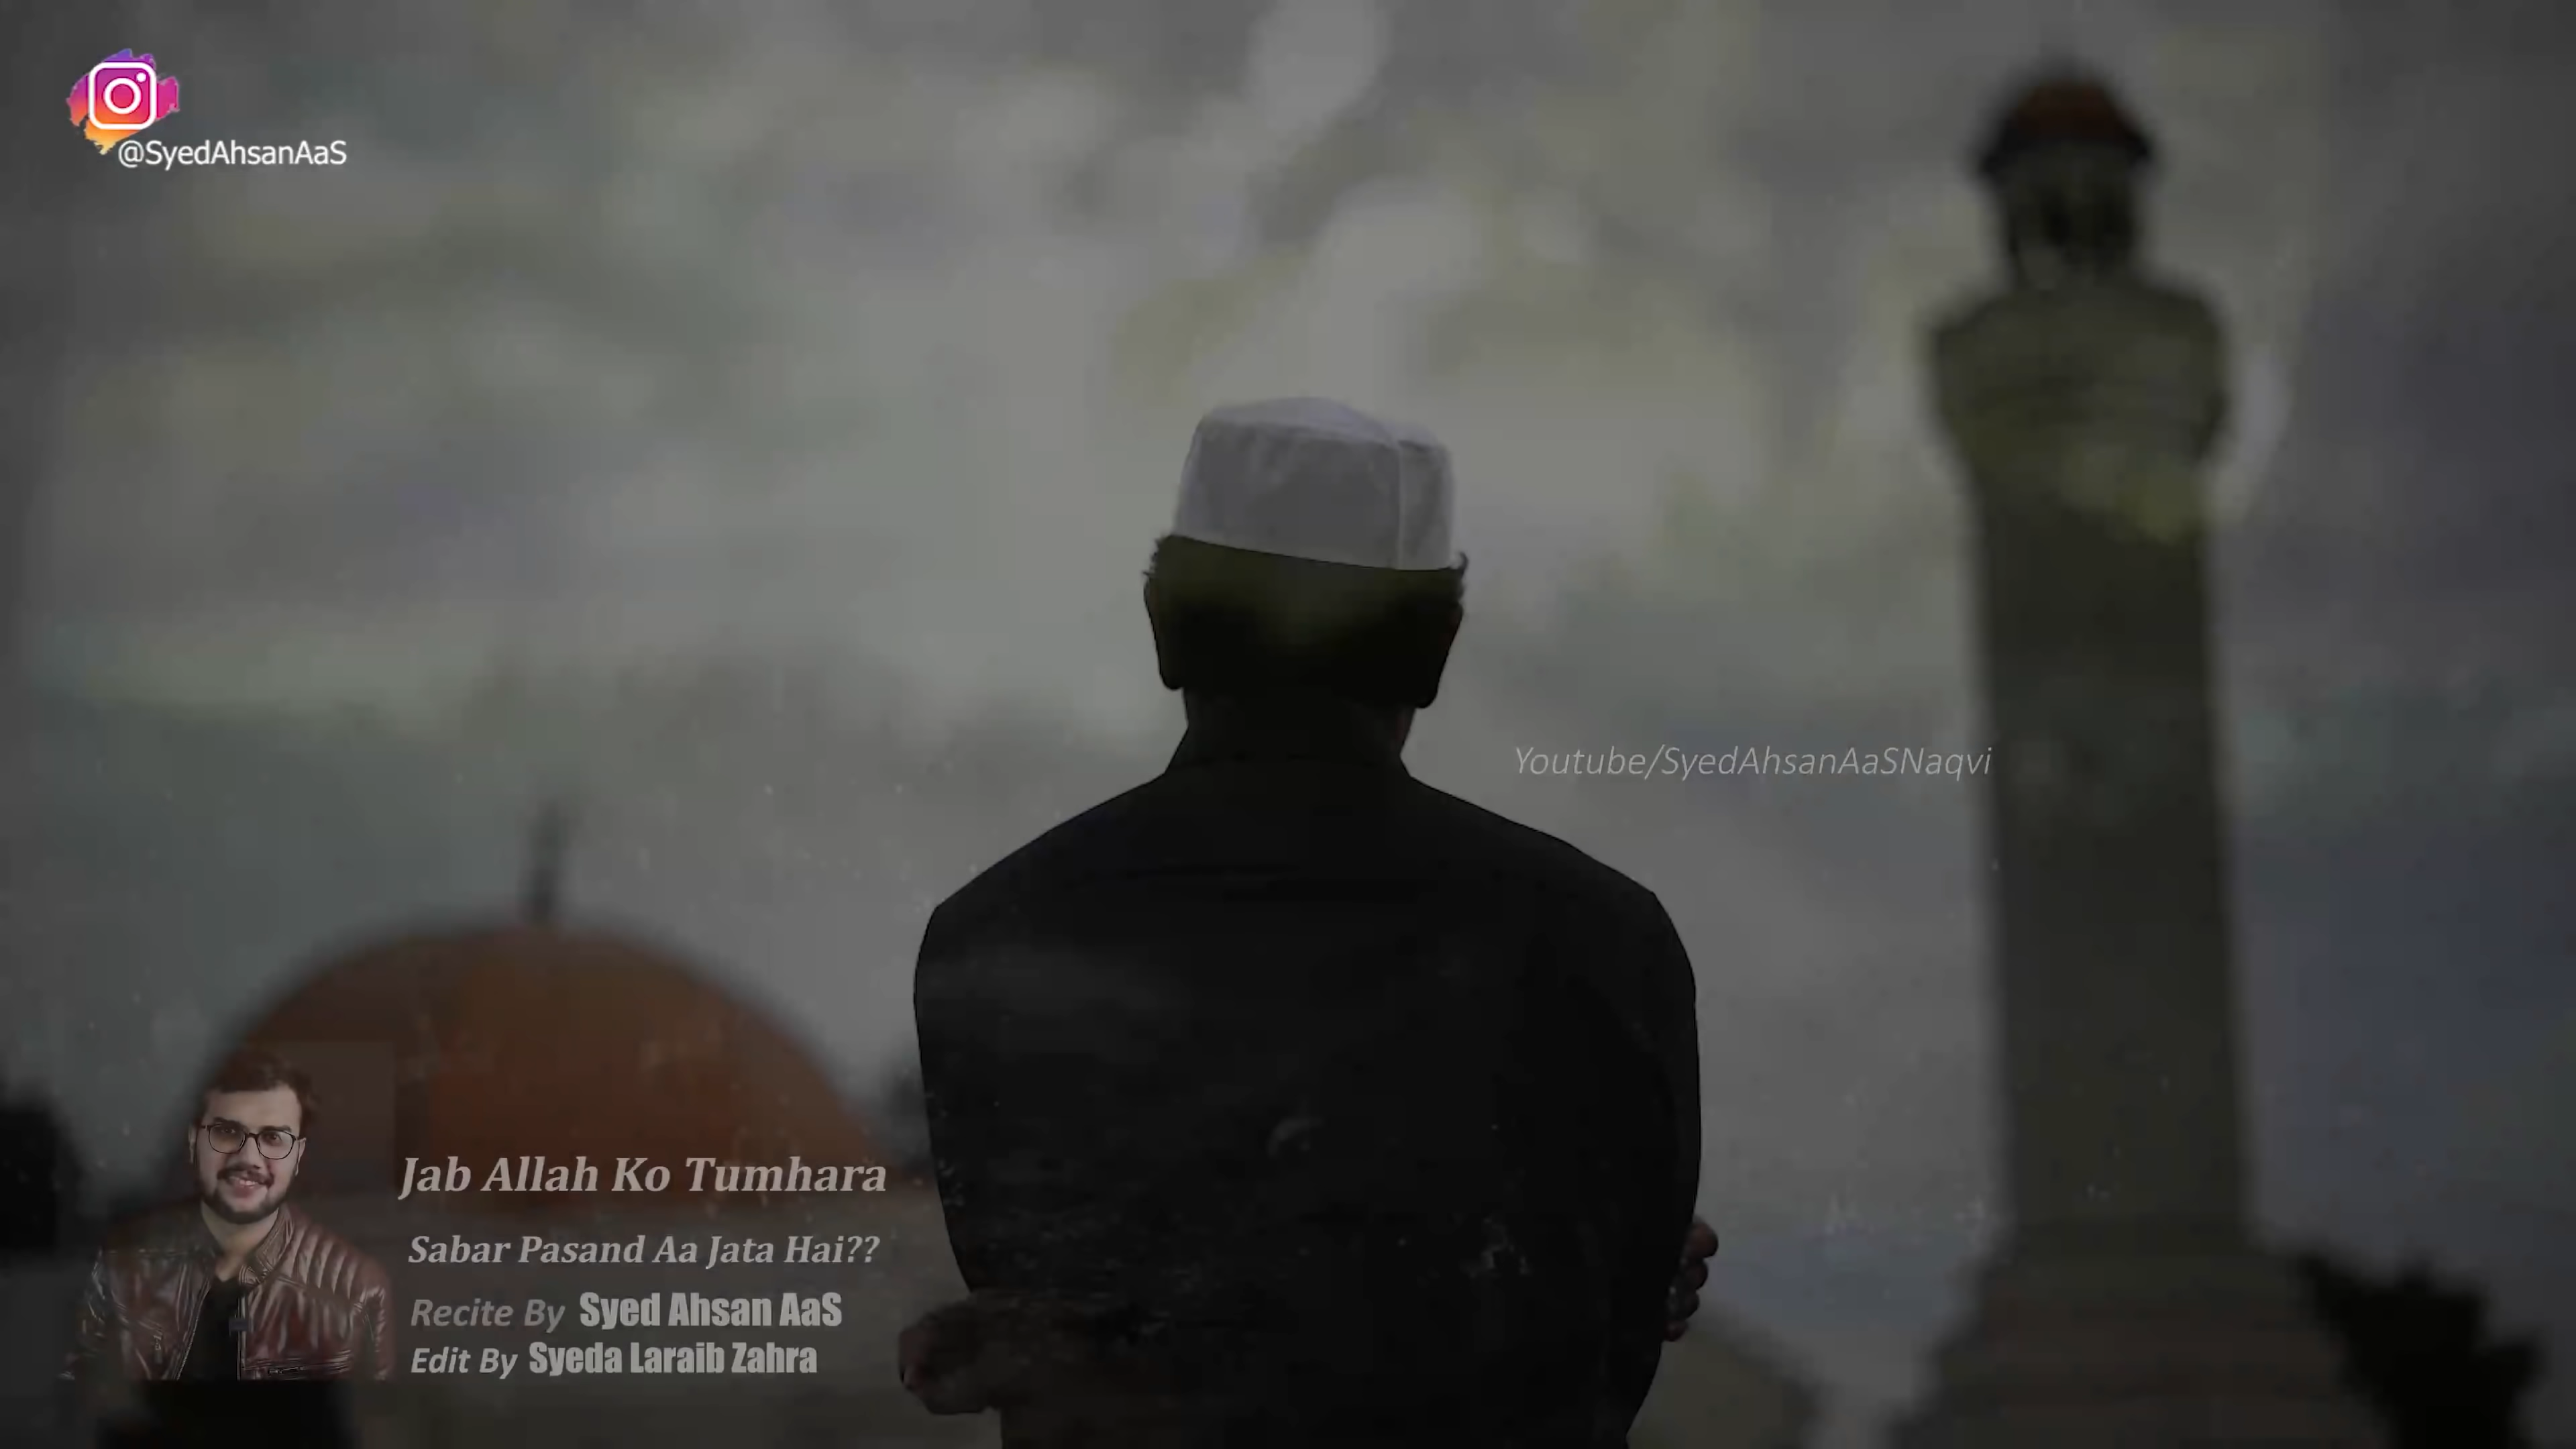 @SyedAhsanAaS
Youtube/SyedAhsanAaSNaqvi
Jab Allah Ko Tumhara
Sabar Pasand Aa Jata Hai??
Recite By Syed Ahsan AaS
Edit By Syeda Laraib Zahra